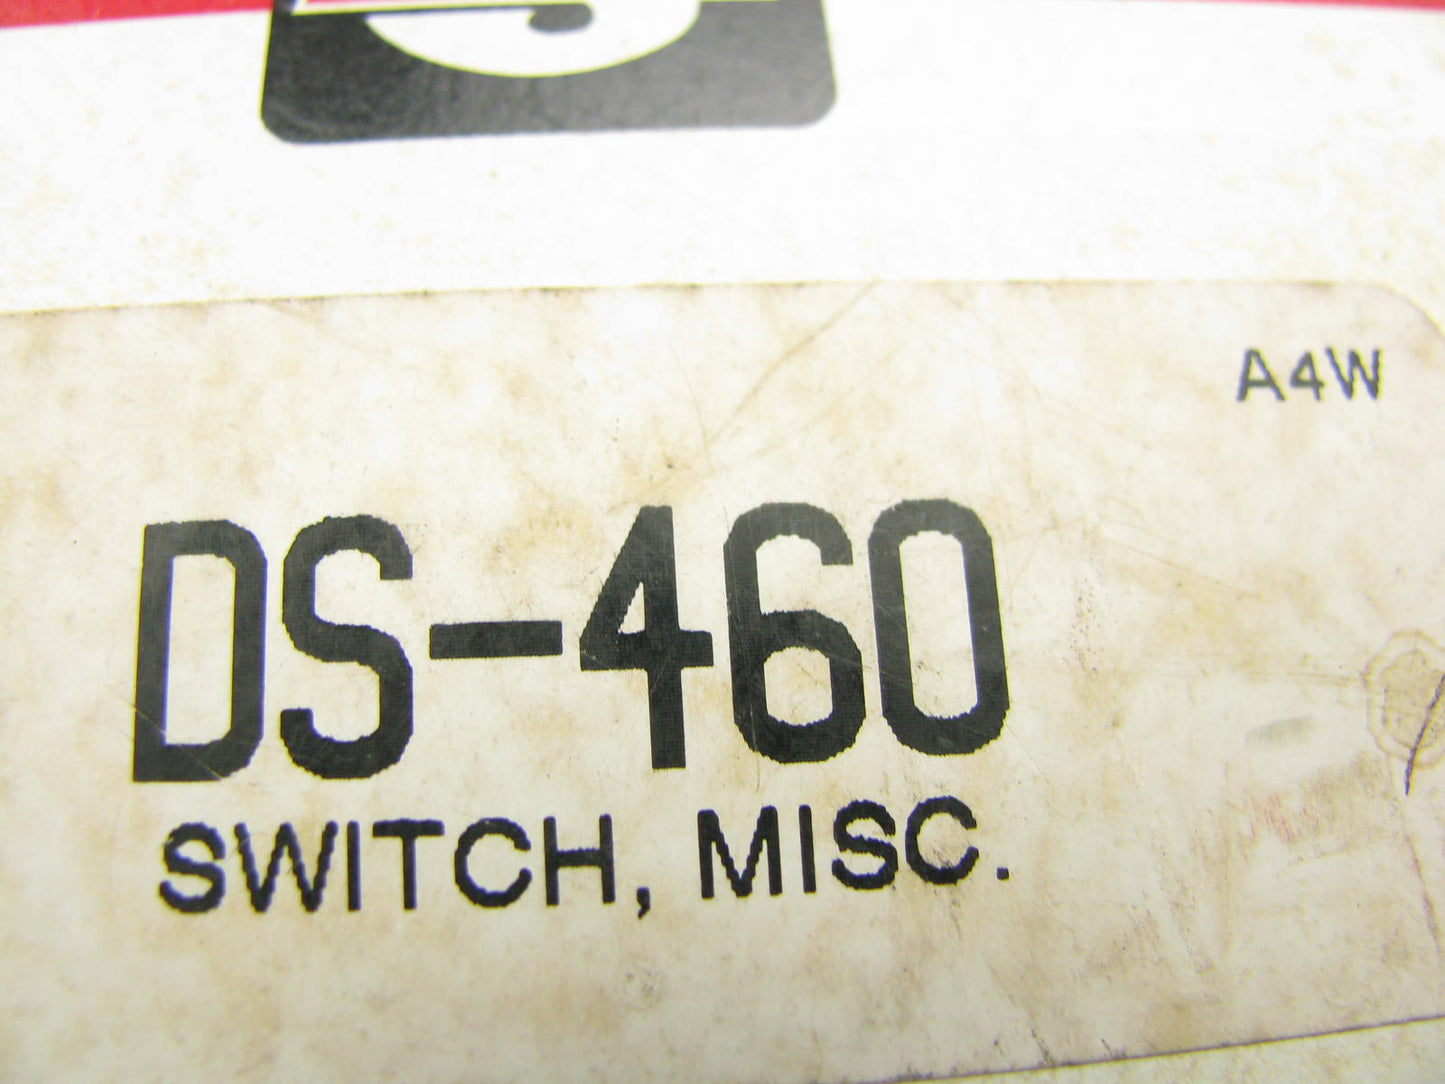 A4W
DS-460
SWITCH, MISC.